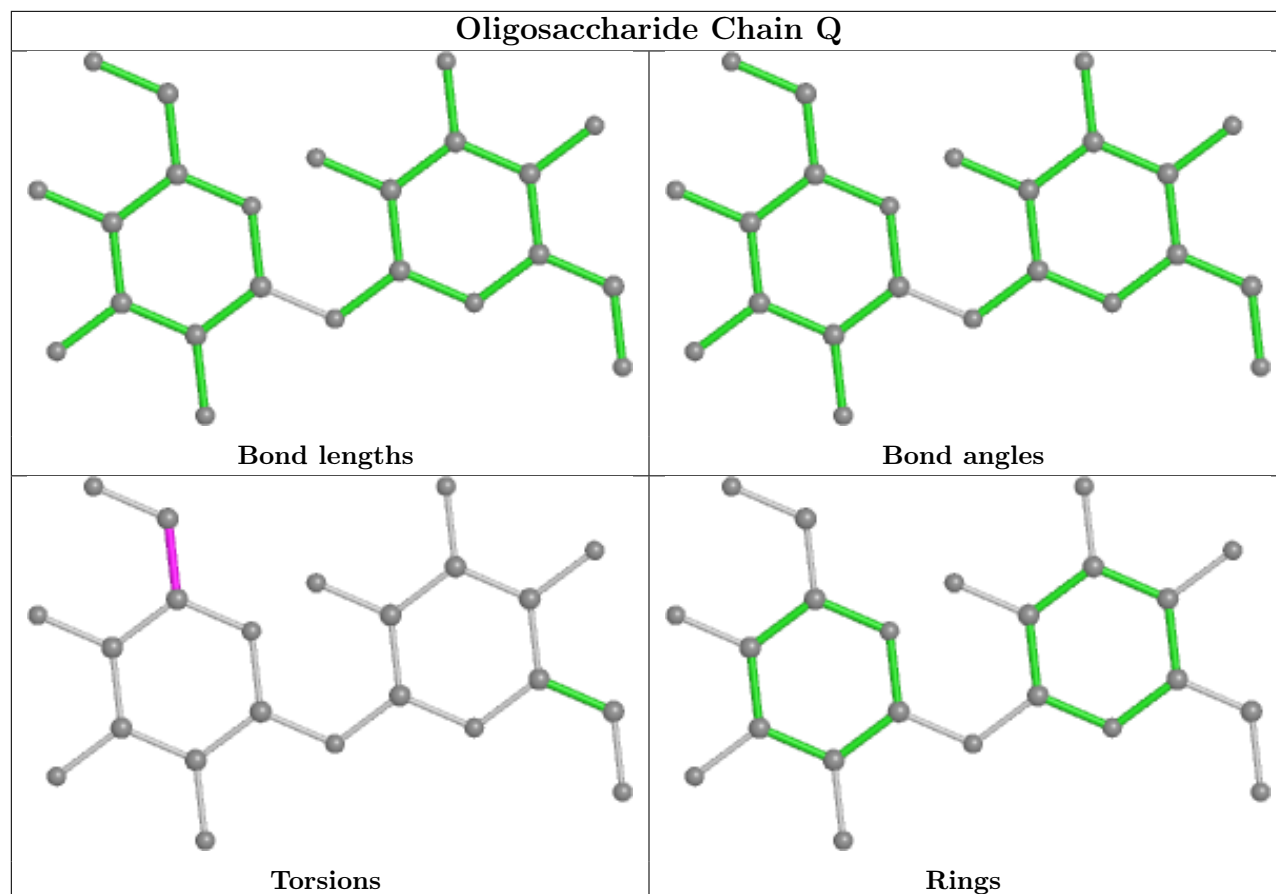 Oligosaccharide Chain Q
Bond lengths
Bond angles
Torsions
Rings